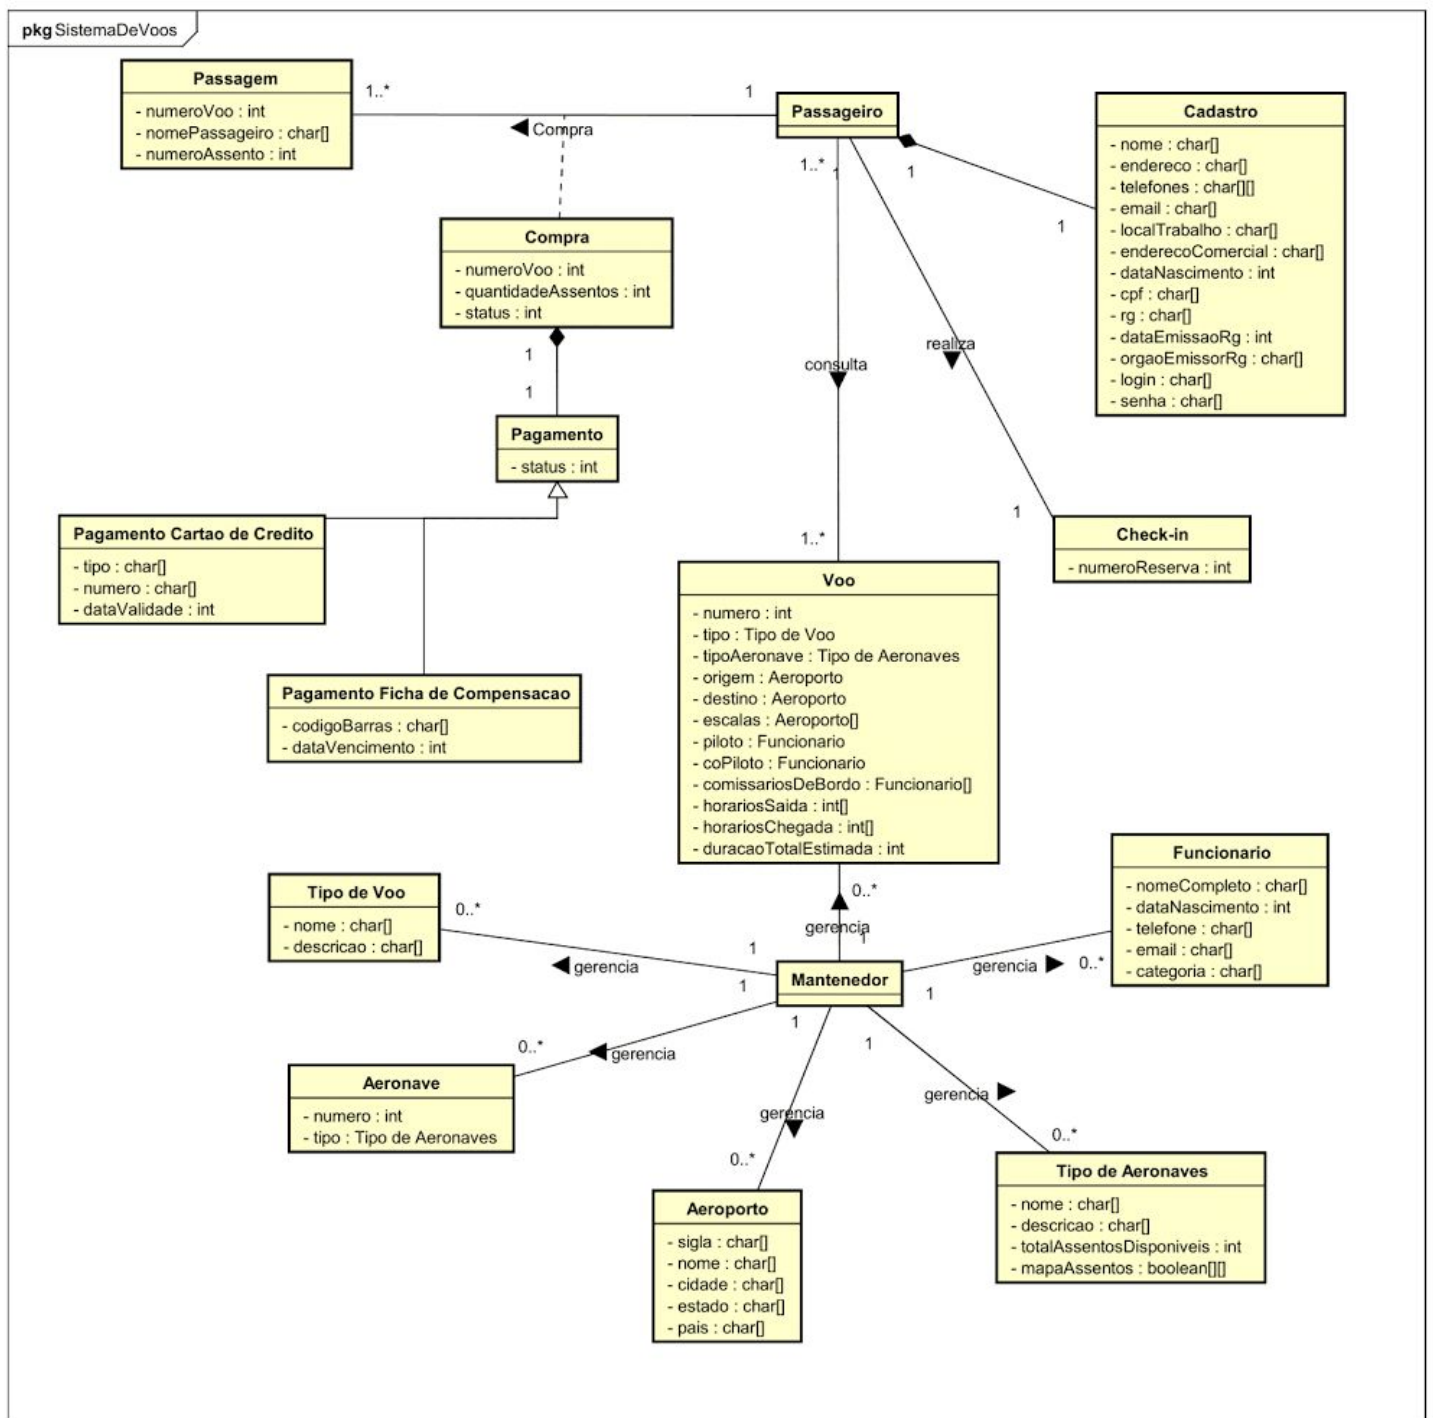 pkg SistemaDeVoos
Passagem
- numeroVoo : int
- nomePassageiro : char[]
- numeroAssento : int
1..*
1
Compra
Passageiro
1..*
1
1
1
Cadastro
- nome : char[]
- endereco : char[]
- telefones : char[][]
- email : char[]
- localTrabalho : char[]
- enderecoComercial : char[]
- dataNascimento : int
- cpf : char[]
- rg : char[]
- dataEmissaoRg : int
- orgaoEmissorRg : char[]
- login : char[]
- senha : char[]
Compra
- numeroVoo : int
- quantidadeAssentos : int
- status : int
1
1
consulta
realiza
Pagamento
- status : int
1..*
1
Pagamento Cartao de Credito
- tipo : char[]
- numero : char[]
- dataValidade : int
Check-in
- numeroReserva : int
Pagamento Ficha de Compensacao
- codigoBarras : char[]
- dataVencimento : int
Voo
- numero : int
- tipo : Tipo de Voo
- tipoAeronave : Tipo de Aeronaves
- origem : Aeroporto
- destino : Aeroporto
- escalas : Aeroporto[]
- piloto : Funcionario
- coPiloto : Funcionario
- comissariosDeBordo : Funcionario[]
- horariosSaida : int[]
- horariosChegada : int[]
- duracaoTotalEstimada : int
0..*
gerencia
1
Funcionario
- nomeCompleto : char[]
- dataNascimento : int
- telefone : char[]
- email : char[]
- categoria : char[]
Tipo de Voo
- nome : char[]
- descricao : char[]
0..*
1
gerencia
Mantenedor
gerencia
0..*
1
1
1
1
0..*
gerencia
Aeronave
- numero : int
- tipo : Tipo de Aeronaves
gerencia
0..*
gerencia
0..*
Aeroporto
- sigla : char[]
- nome : char[]
- cidade : char[]
- estado : char[]
- pais : char[]
Tipo de Aeronaves
- nome : char[]
- descricao : char[]
- totalAssentosDisponiveis : int
- mapaAssentos : boolean[][]